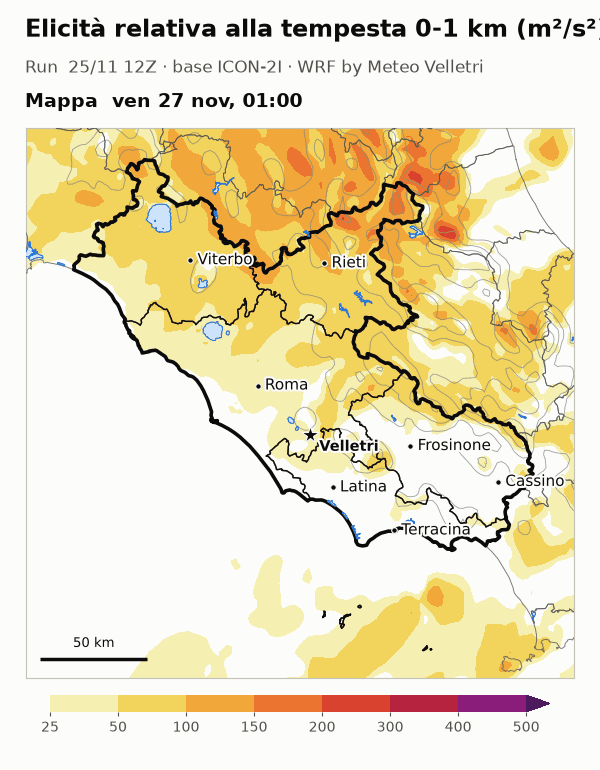 Elicità relativa alla tempesta 0-1 km (m²/s²)
Run  25/11 12Z · base ICON-2I · WRF by Meteo Velletri
Mappa  ven 27 nov, 01:00
Viterbo
Rieti
Roma
Velletri
Frosinone
Cassino
Latina
Terracina
50 km
25 50 100 150 200 300 400 500